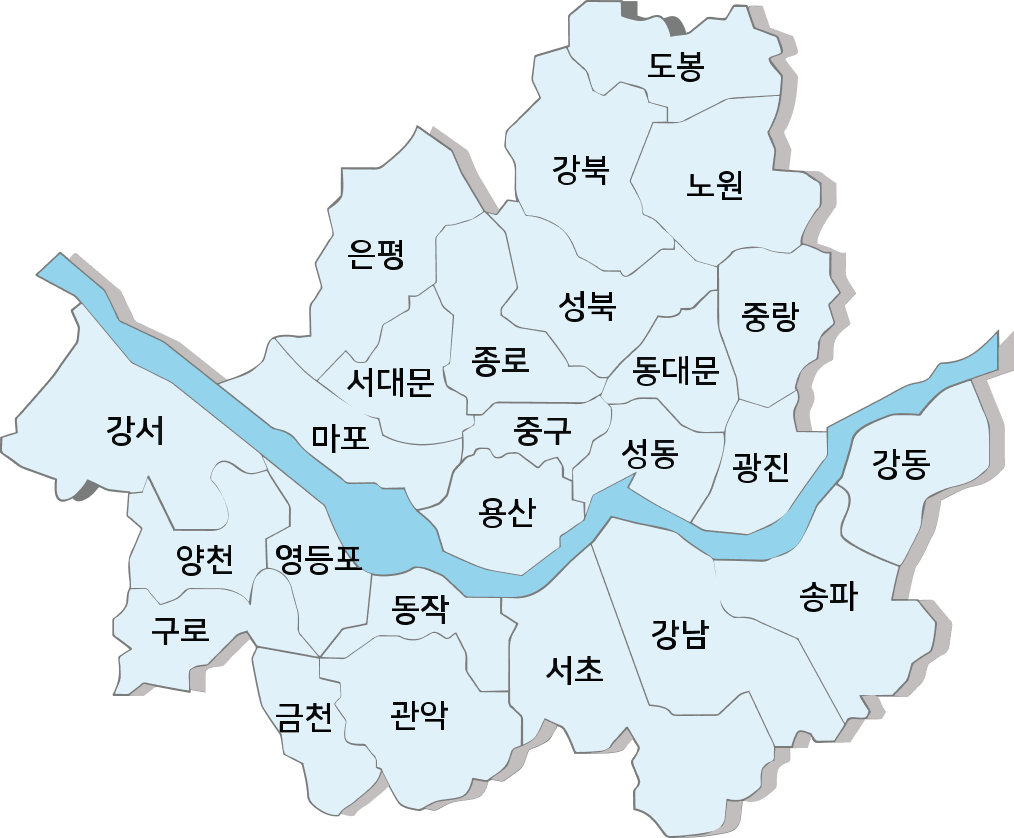 도봉
강북
노원
은평
성북
중랑
종로
동대문
서대문
중구
강서
마포
성동
광진
강동
용산
양천
영등포
송파
동작
구로
강남
서초
금천
관악